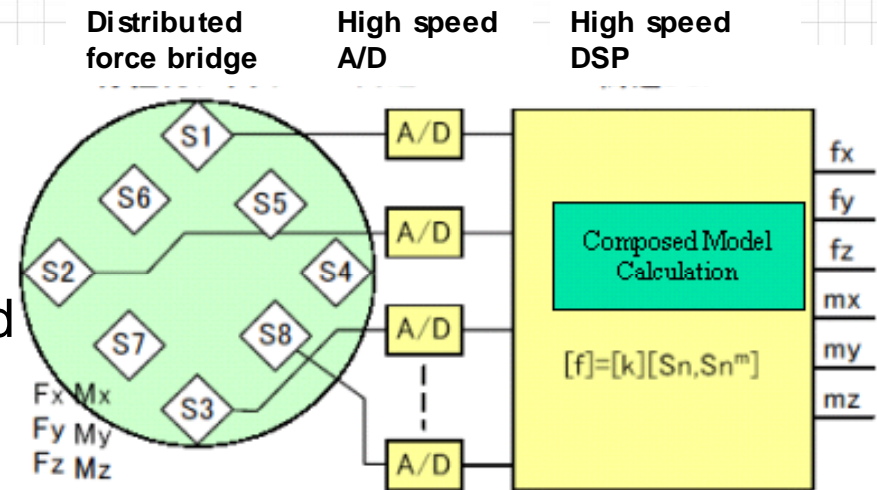 Distributed
force bridge
High speed
A/D
High speed
DSP
S1
A/D
fx
S6
S5
fy
A/D
Composed Model
Calculation
fz
S2
S4
mx
d
S7
S8
A/D
[f]=[k][Sn,Snᵐ]
my
Fx Mx
S3
mz
Fy My
Fz Mz
A/D